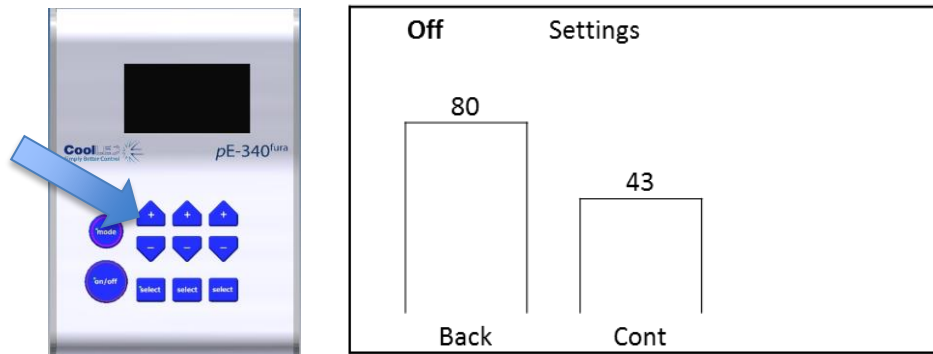 CoolLED
Simply Better Control
pE-340fura
+ + +
mode
- - -
on/off
select select select
Off Settings
80
43
Back Cont